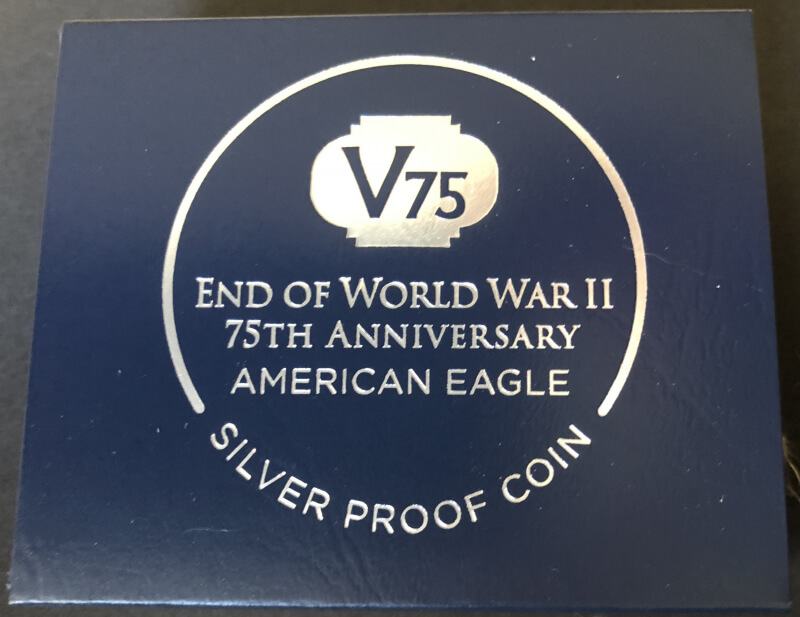 V75
END OF WORLD WAR II
75TH ANNIVERSARY
AMERICAN EAGLE
SILVER PROOF COIN